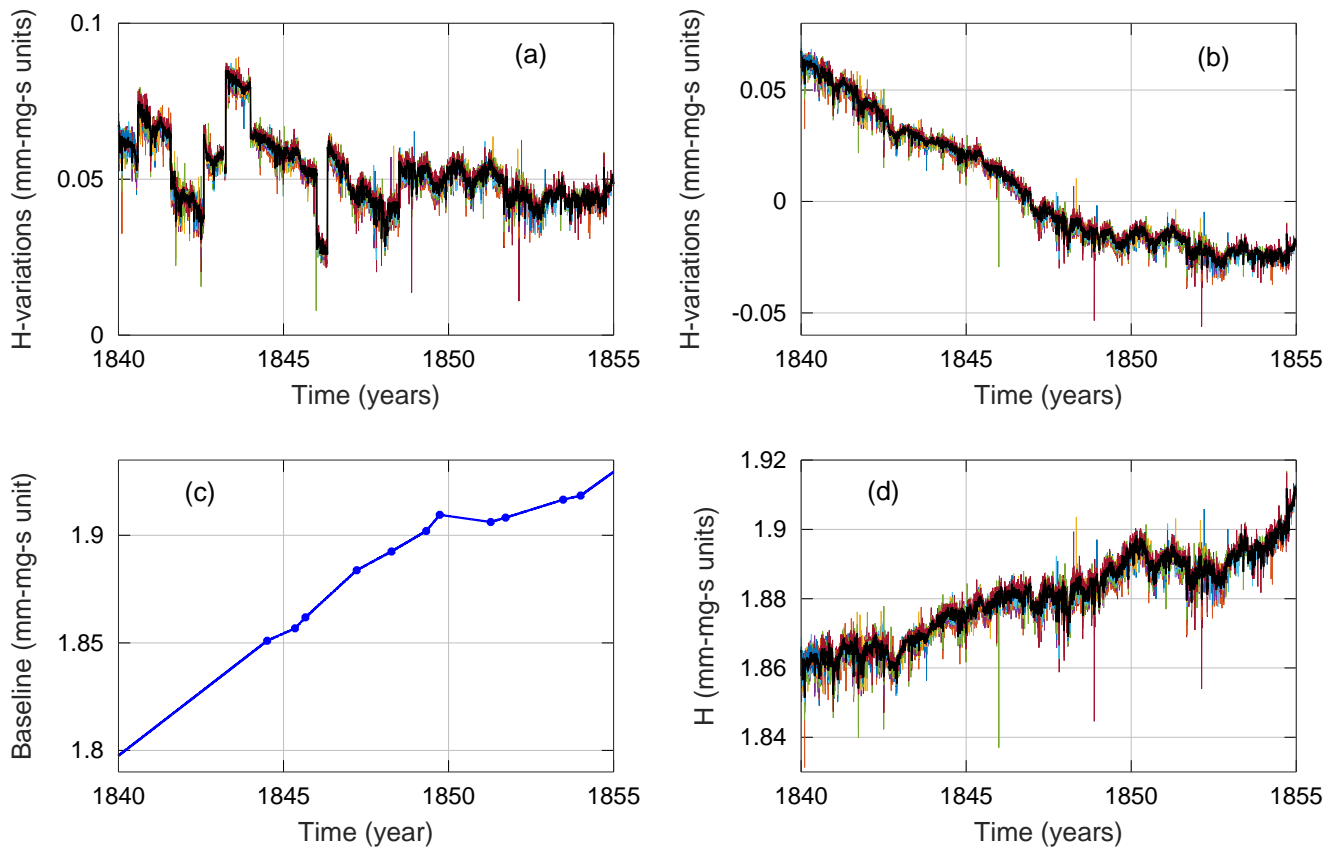 (a)
H-variations (mm-mg-s units)
0.1
0.05
0
1840
1845
1850
1855
Time (years)
(b)
H-variations (mm-mg-s units)
0.05
0
-0.05
1840
1845
1850
1855
Time (years)
(c)
Baseline (mm-mg-s unit)
1.9
1.85
1.8
1840
1845
1850
1855
Time (year)
(d)
H (mm-mg-s units)
1.92
1.9
1.88
1.86
1.84
1840
1845
1850
1855
Time (years)